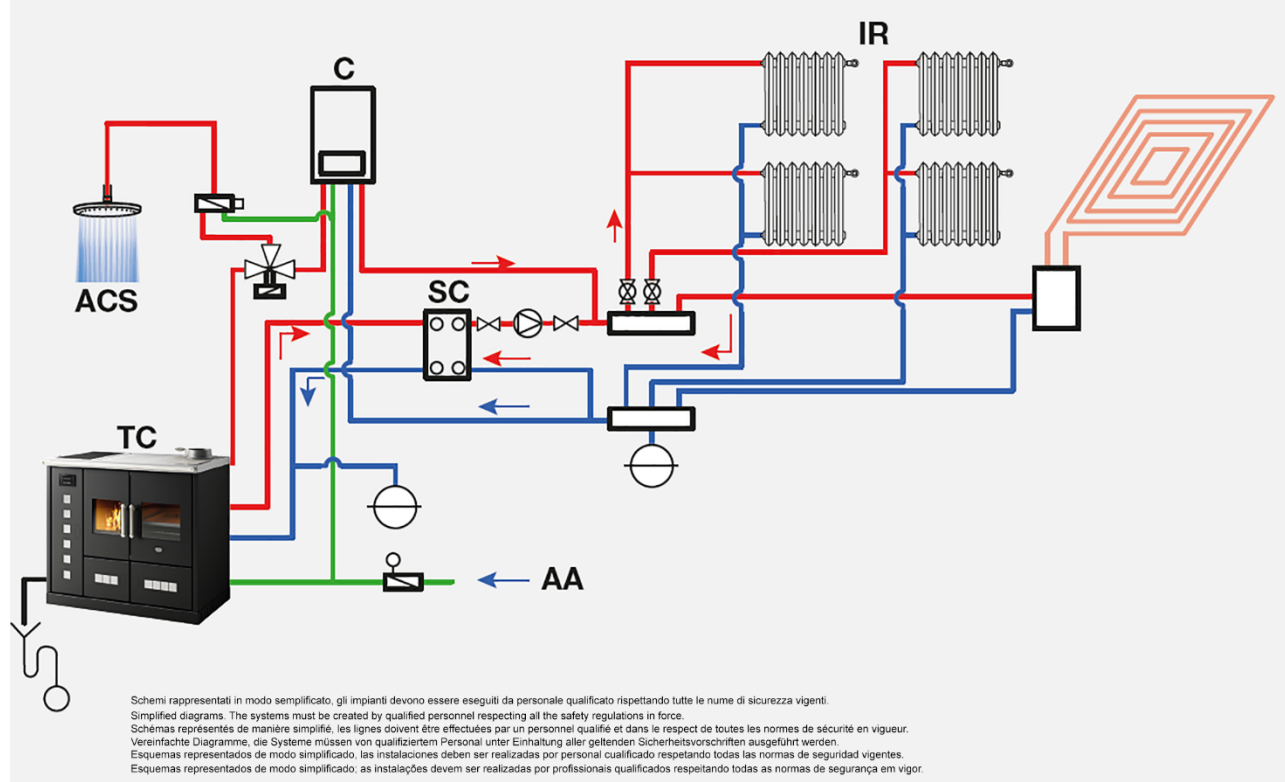 IR
C
ACS
SC
TC
AA
Schemi rappresentati in modo semplificato, gli impianti devono essere eseguiti da personale qualificato rispettando tutte le nume di sicurezza vigenti.
Simplified diagrams. The systems must be created by qualified personnel respecting all the safety regulations in force.
Schémas représentés de manière simplifié, les lignes doivent être effectuées par un personnel qualifié et dans le respect de toutes les normes de sécurité en vigueur.
Vereinfachte Diagramme, die Systeme müssen von qualifiziertem Personal unter Einhaltung aller geltenden Sicherheitsvorschriften ausgeführt werden.
Esquemas representados de modo simplificado, las instalaciones deben ser realizadas por personal cualificado respetando todas las normas de seguridad vigentes.
Esquemas representados de modo simplificado; as instalações devem ser realizadas por profissionais qualificados respeitando todas as normas de segurança em vigor.